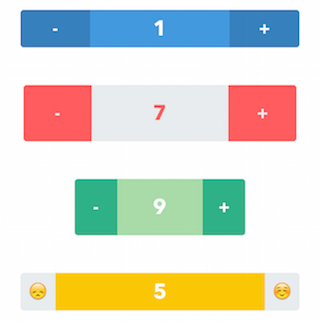 - 1 +
- 7 +
- 9 +
5